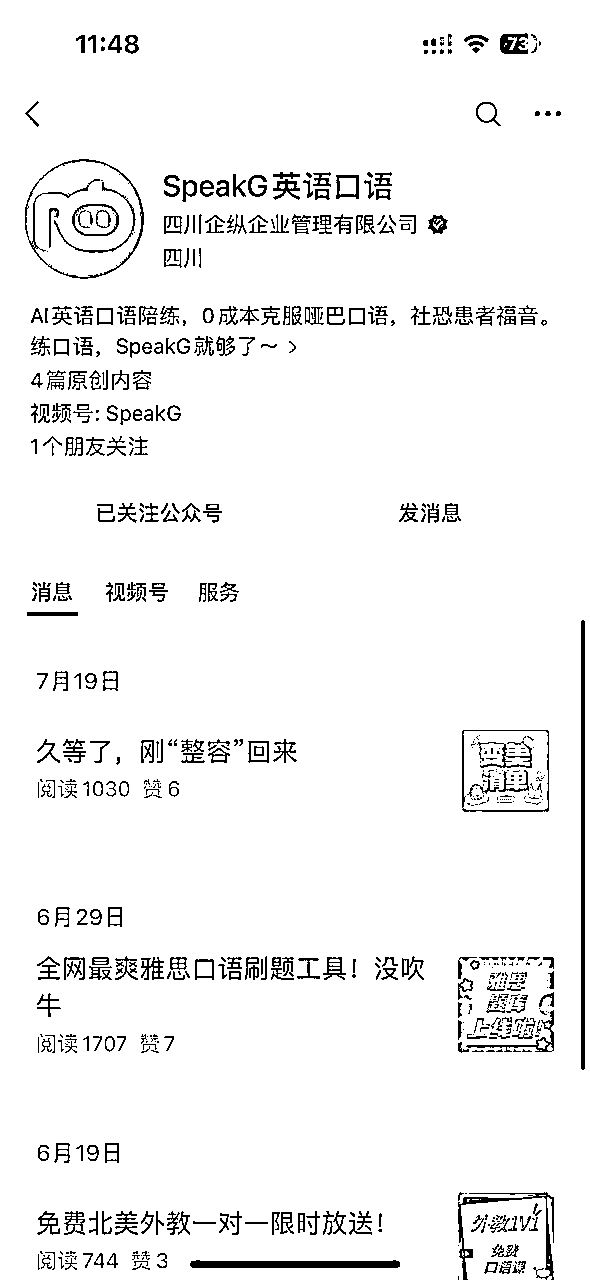 11:48
73
SpeakG英语口语
四川企纵企业管理有限公司
四川
AI英语口语陪练，0成本克服哑巴口语，社恐患者福音。
练口语，SpeakG就够了～ >
4篇原创内容
视频号: SpeakG
1个朋友关注
已关注公众号 发消息
消息 视频号 服务
7月19日
久等了，刚“整容”回来
阅读1030 赞6
变美
清单
6月29日
全网最爽雅思口语刷题工具！没吹
牛
阅读1707 赞7
雅思
题库
上线啦!
6月19日
免费北美外教一对一限时放送！
阅读744 赞3
外教1V1
免费
口语课